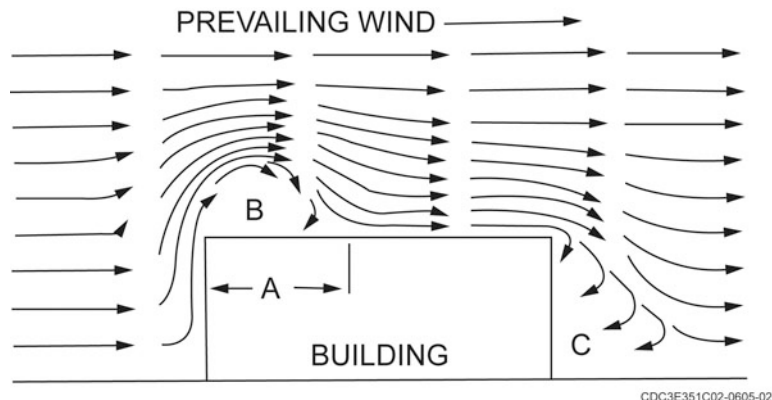 PREVAILING WIND
B
A
BUILDING
C
CDC3E351C02-0605-02